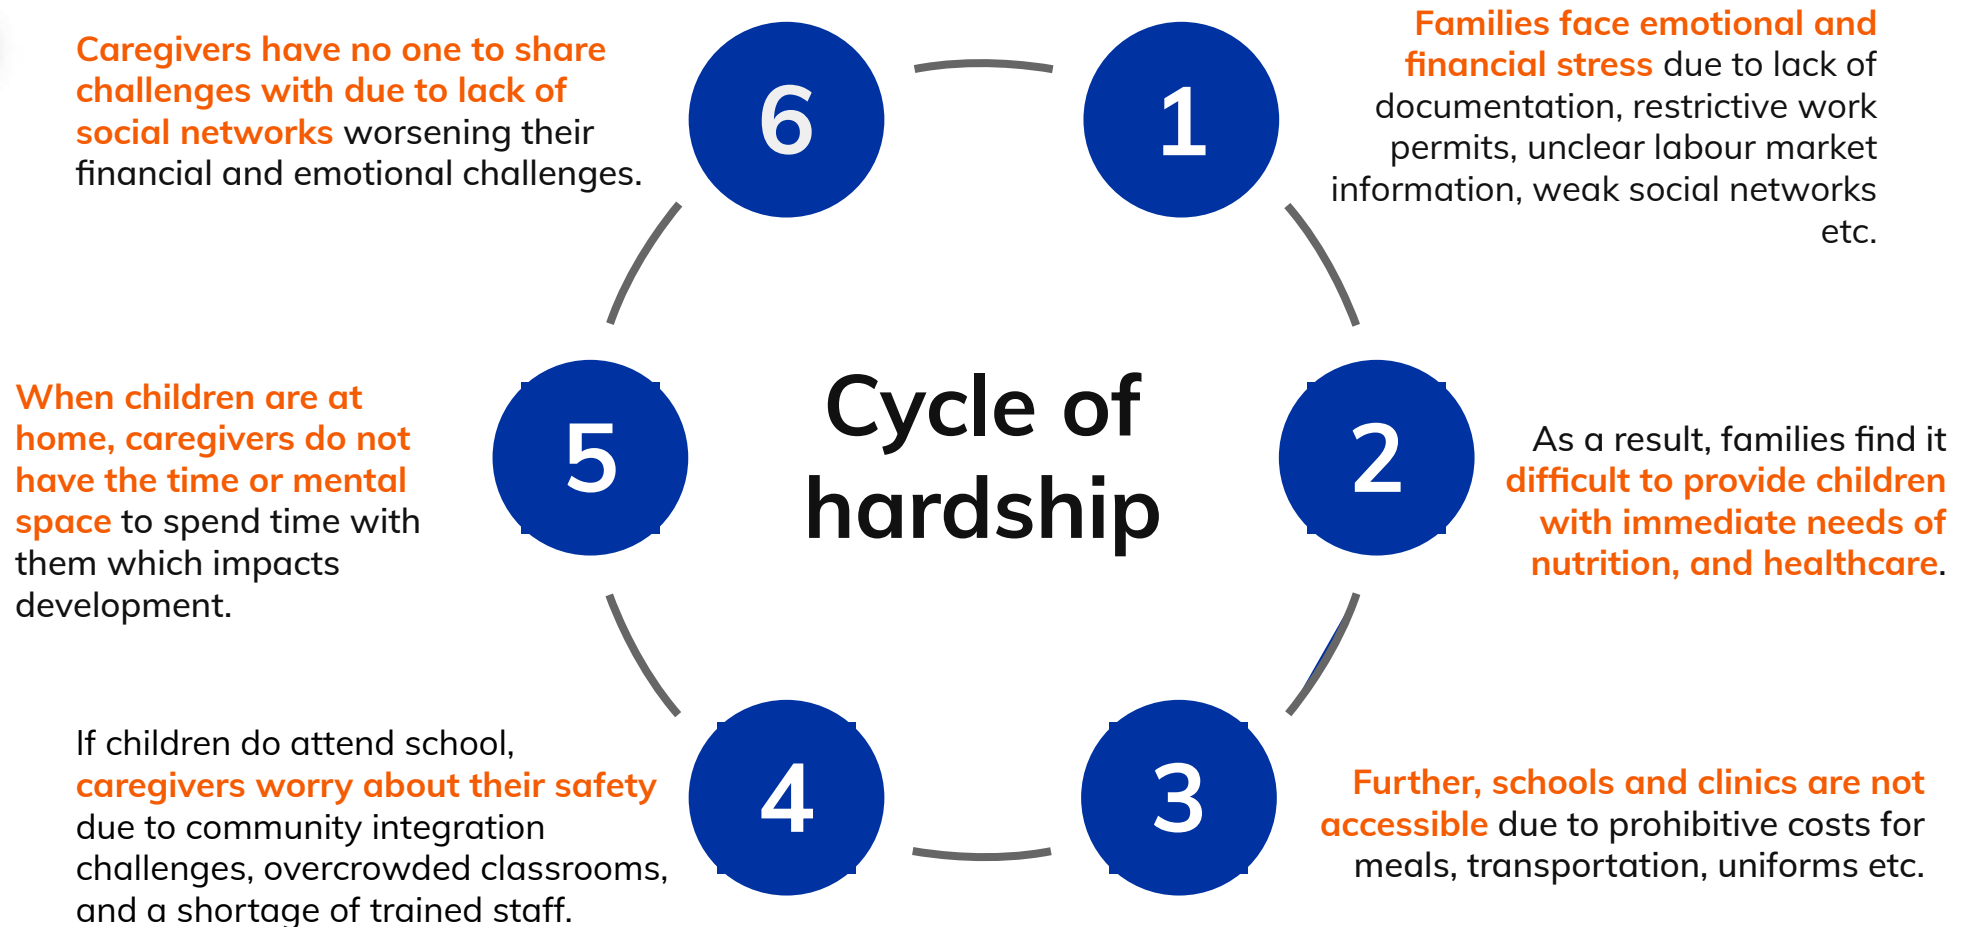 Cycle of
hardship
1
Families face emotional and
financial stress due to lack of
documentation, restrictive work
permits, unclear labour market
information, weak social networks
etc.
2
As a result, families find it
difficult to provide children
with immediate needs of
nutrition, and healthcare.
3
Further, schools and clinics are not
accessible due to prohibitive costs for
meals, transportation, uniforms etc.
4
If children do attend school,
caregivers worry about their safety
due to community integration
challenges, overcrowded classrooms,
and a shortage of trained staff.
5
When children are at
home, caregivers do not
have the time or mental
space to spend time with
them which impacts
development.
6
Caregivers have no one to share
challenges with due to lack of
social networks worsening their
financial and emotional challenges.